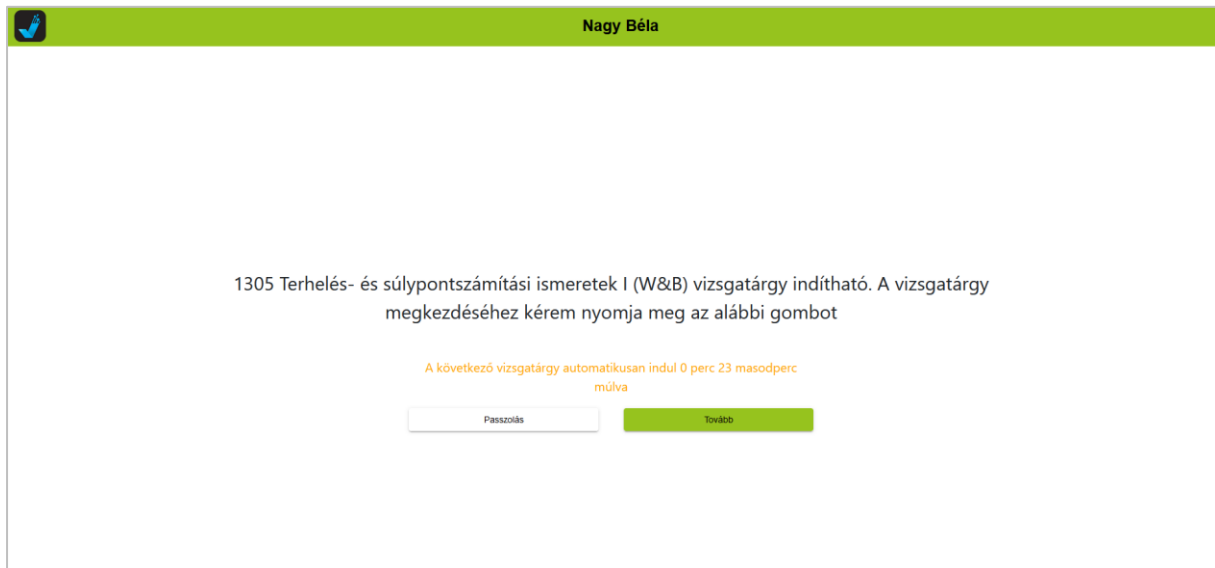 Nagy Béla
1305 Terhelés- és súlypontszámítási ismeretek I (W&B) vizsgatárgy indítható. A vizsgatárgy
megkezdéséhez kérem nyomja meg az alábbi gombot
A következő vizsgatárgy automatikusan indul 0 perc 23 masodperc
múlva
Passzolás
Tovább